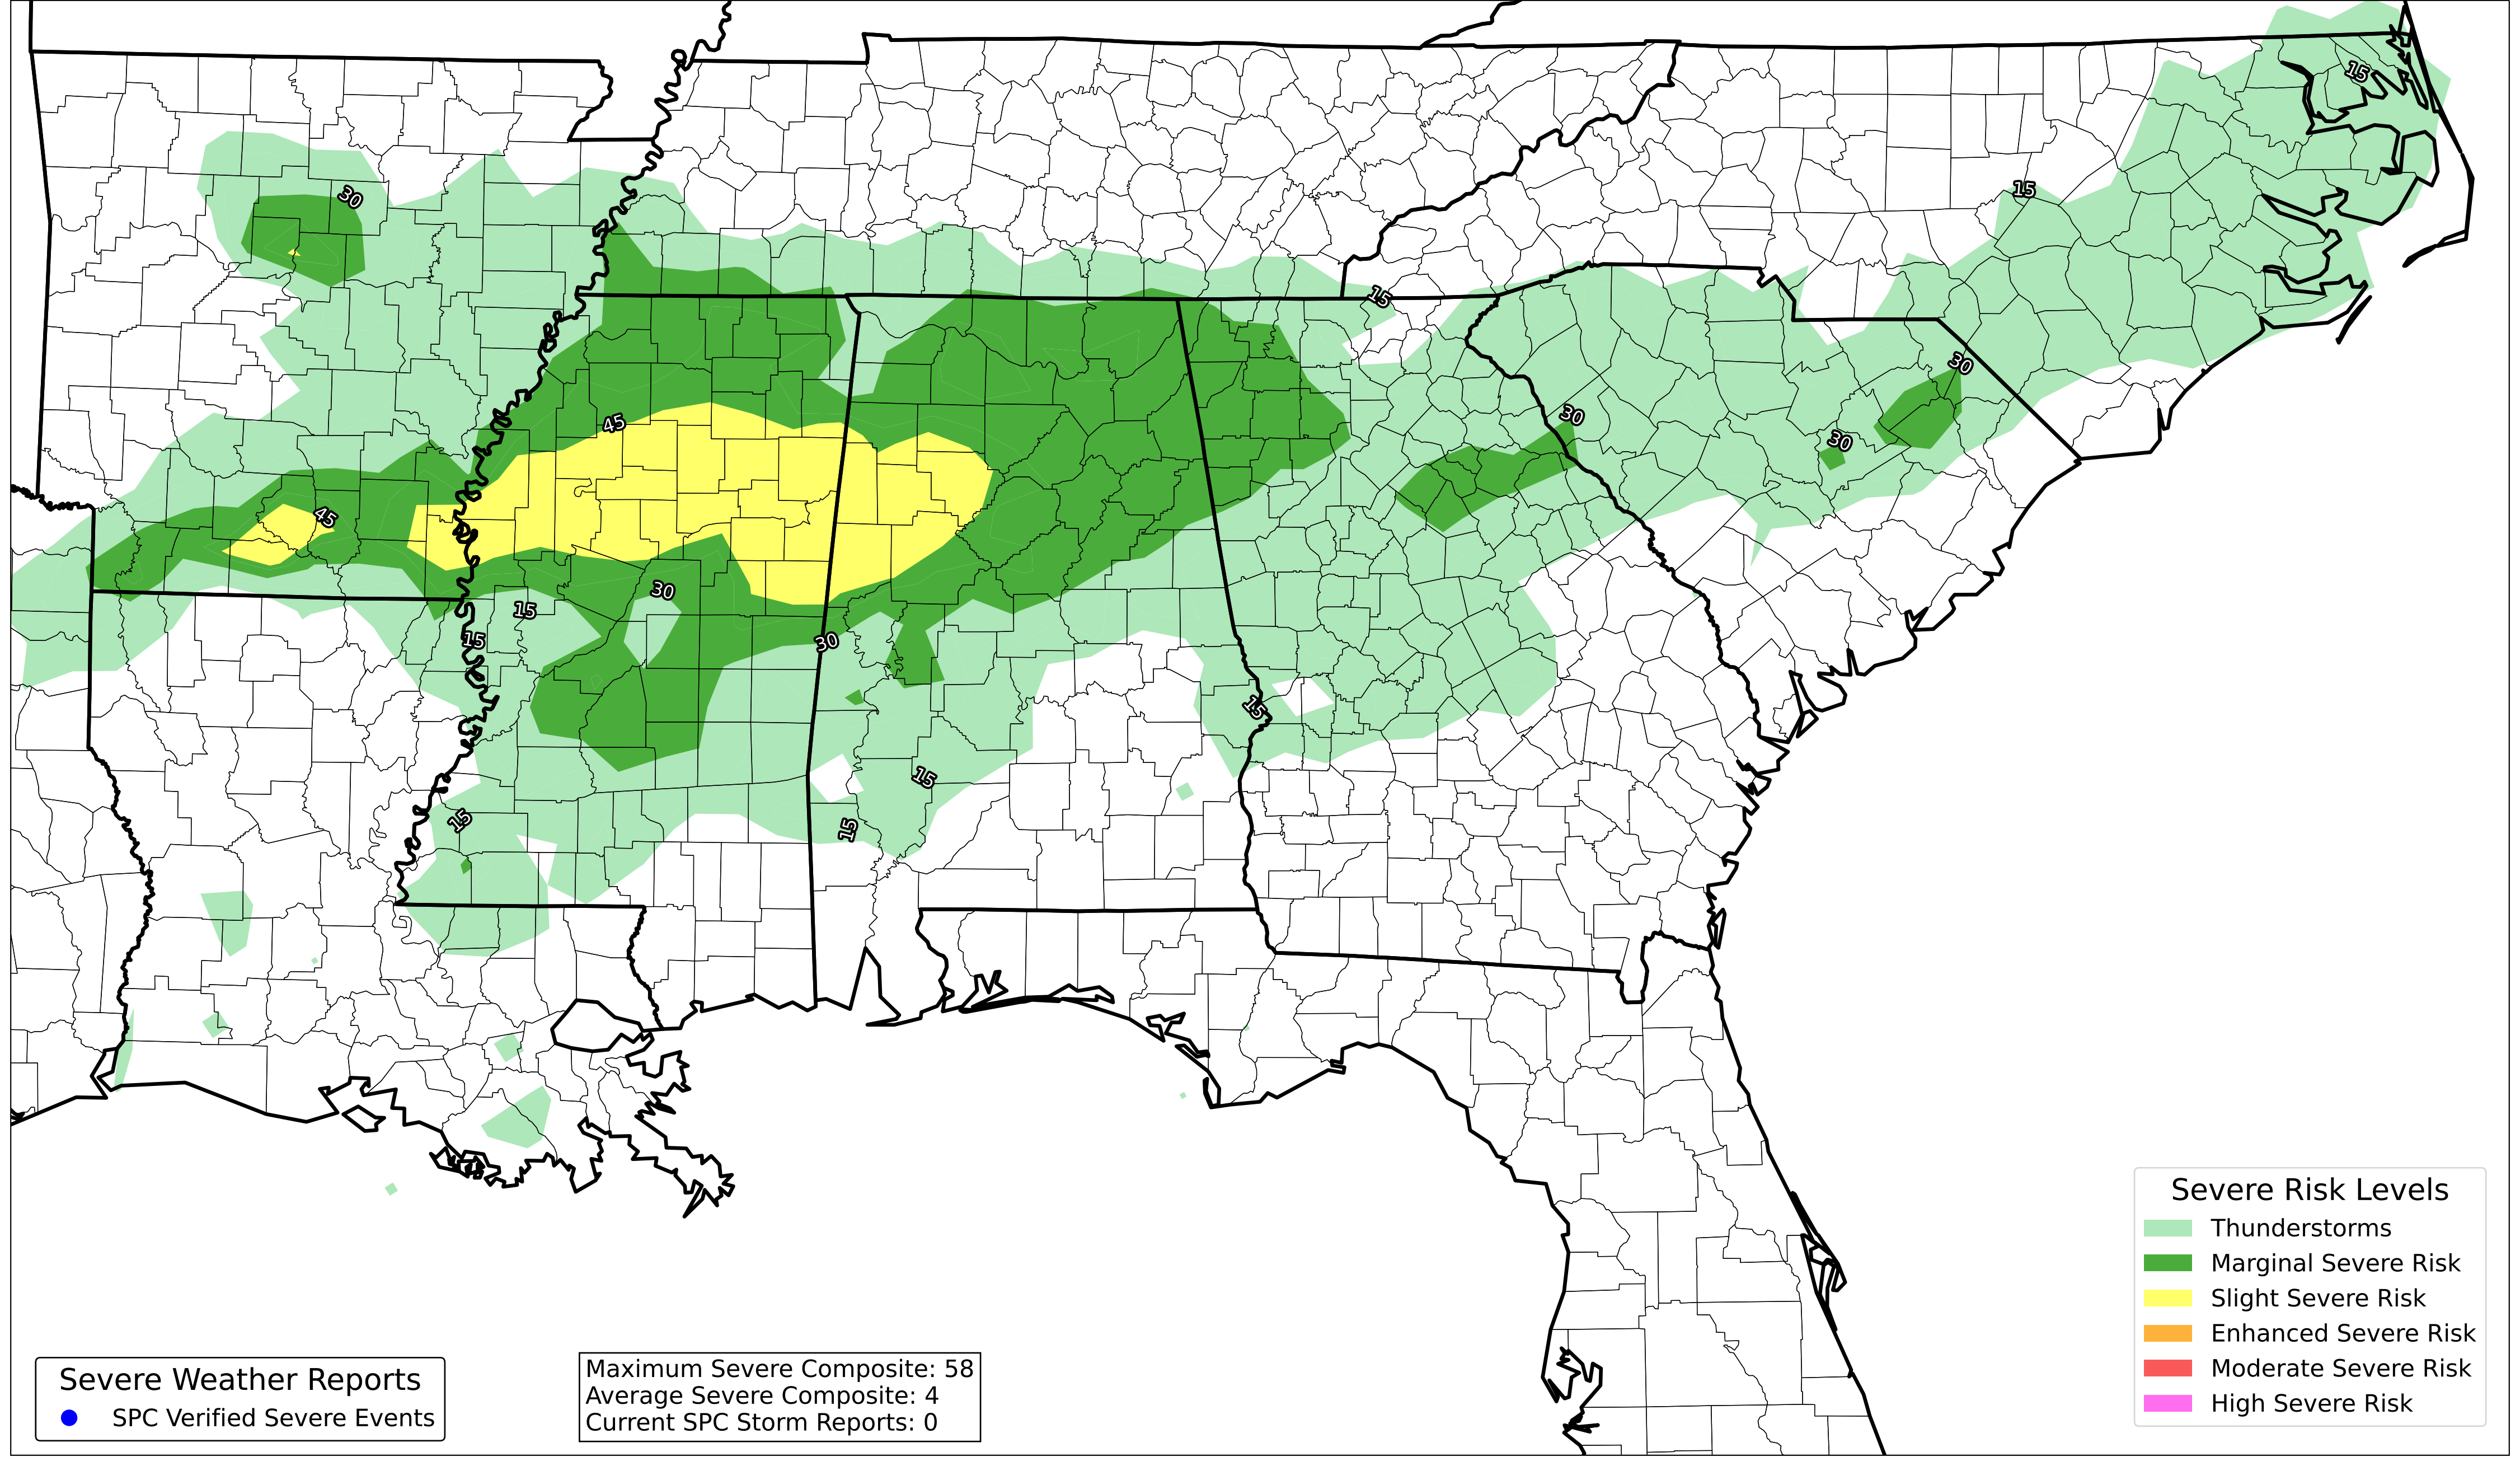 15
15
30
15
30
30
45
30
45
30
15
15
30
15
15
15
15
Severe Risk Levels
Thunderstorms
Marginal Severe Risk
Slight Severe Risk
Enhanced Severe Risk
Moderate Severe Risk
High Severe Risk
Severe Weather Reports
SPC Verified Severe Events
Maximum Severe Composite: 58
Average Severe Composite: 4
Current SPC Storm Reports: 0